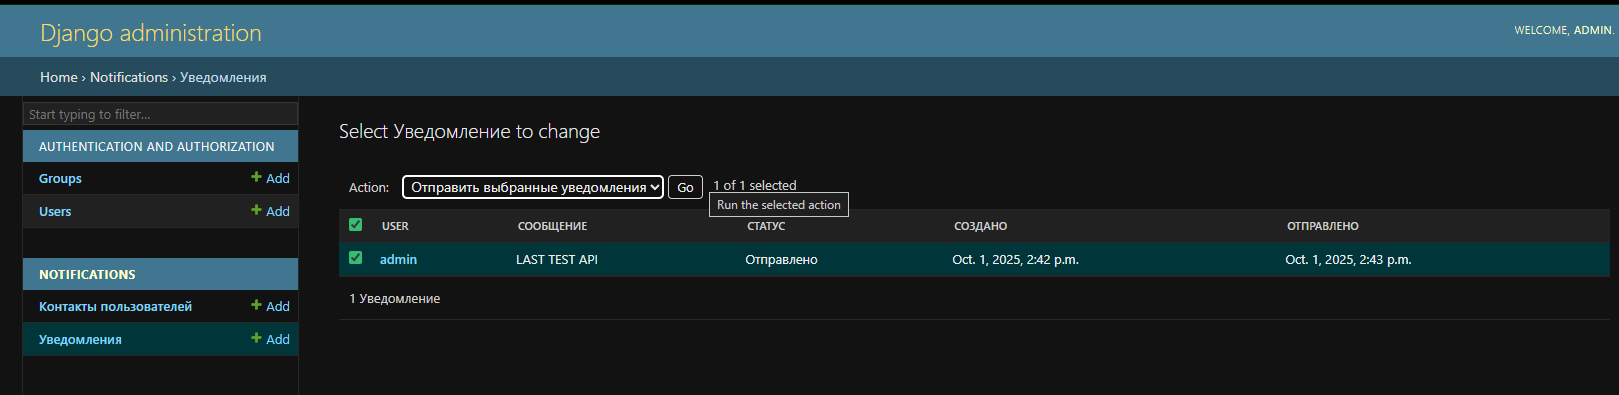 Django administration
WELCOME, ADMIN.
Home › Notifications › Уведомления
Start typing to filter...
AUTHENTICATION AND AUTHORIZATION
Groups
Add
Users
Add
NOTIFICATIONS
Контакты пользователей
Add
Уведомления
Add
Select Уведомление to change
Action: Отправить выбранные уведомления Go 1 of 1 selected
Run the selected action
USER СООБЩЕНИЕ СТАТУС СОЗДАНО ОТПРАВЛЕНО
admin LAST TEST API Отправлено Oct. 1, 2025, 2:42 p.m. Oct. 1, 2025, 2:43 p.m.
1 Уведомление